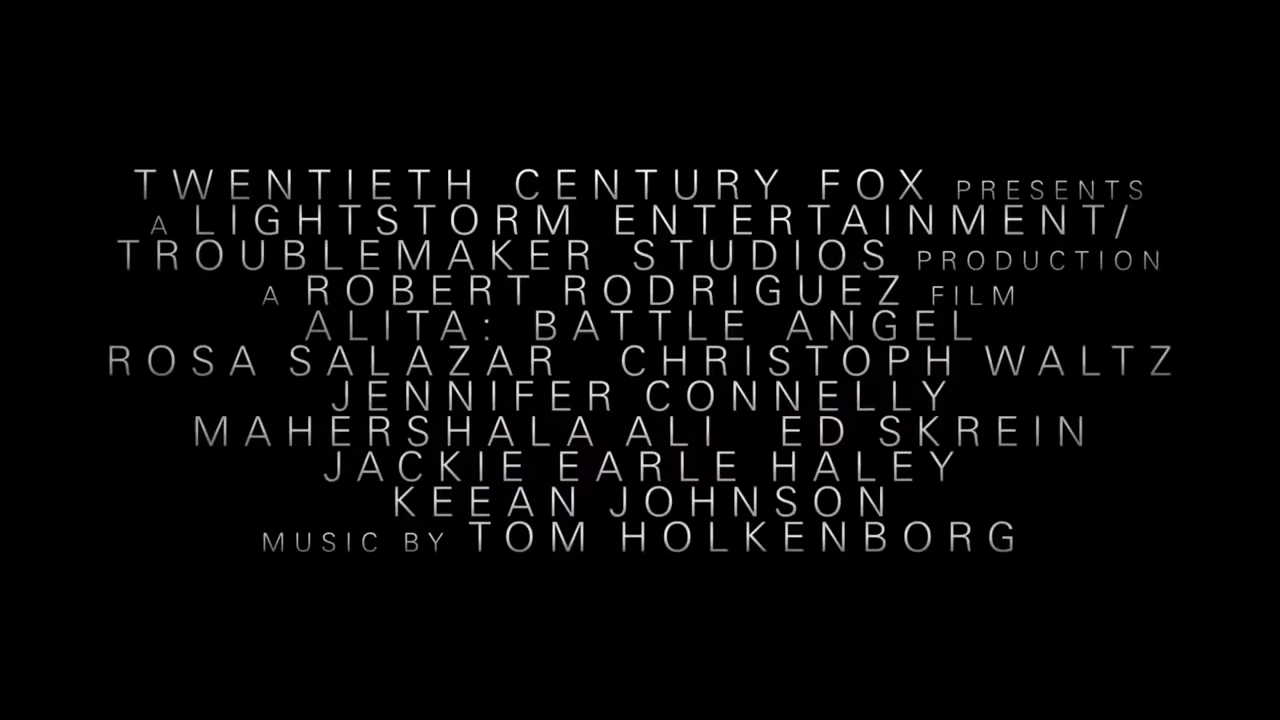 TWENTIETH CENTURY FOX PRESENTS
A LIGHTSTORM ENTERTAINMENT/
TROUBLEMAKER STUDIOS PRODUCTION
A ROBERT RODRIGUEZ FILM
ALITA: BATTLE ANGEL
ROSA SALAZAR CHRISTOPH WALTZ
JENNIFER CONNELLY
MAHERSHALA ALI ED SKREIN
JACKIE EARLE HALEY
KEEAN JOHNSON
MUSIC BY TOM HOLKENBORG